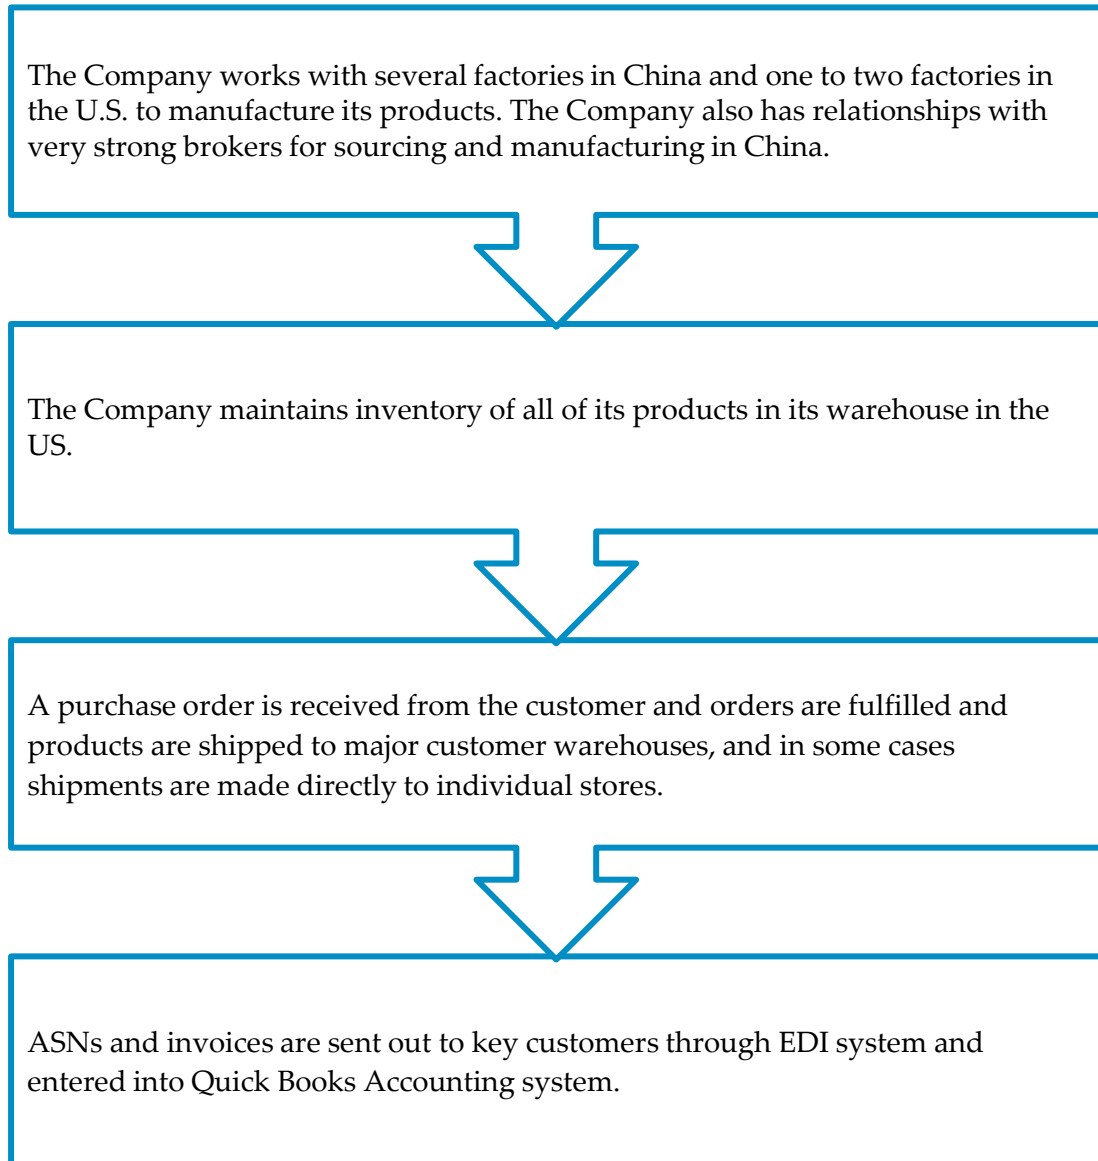 The Company works with several factories in China and one to two factories in
the U.S. to manufacture its products. The Company also has relationships with
very strong brokers for sourcing and manufacturing in China.
The Company maintains inventory of all of its products in its warehouse in the
US.
A purchase order is received from the customer and orders are fulfilled and
products are shipped to major customer warehouses, and in some cases
shipments are made directly to individual stores.
ASNs and invoices are sent out to key customers through EDI system and
entered into Quick Books Accounting system.